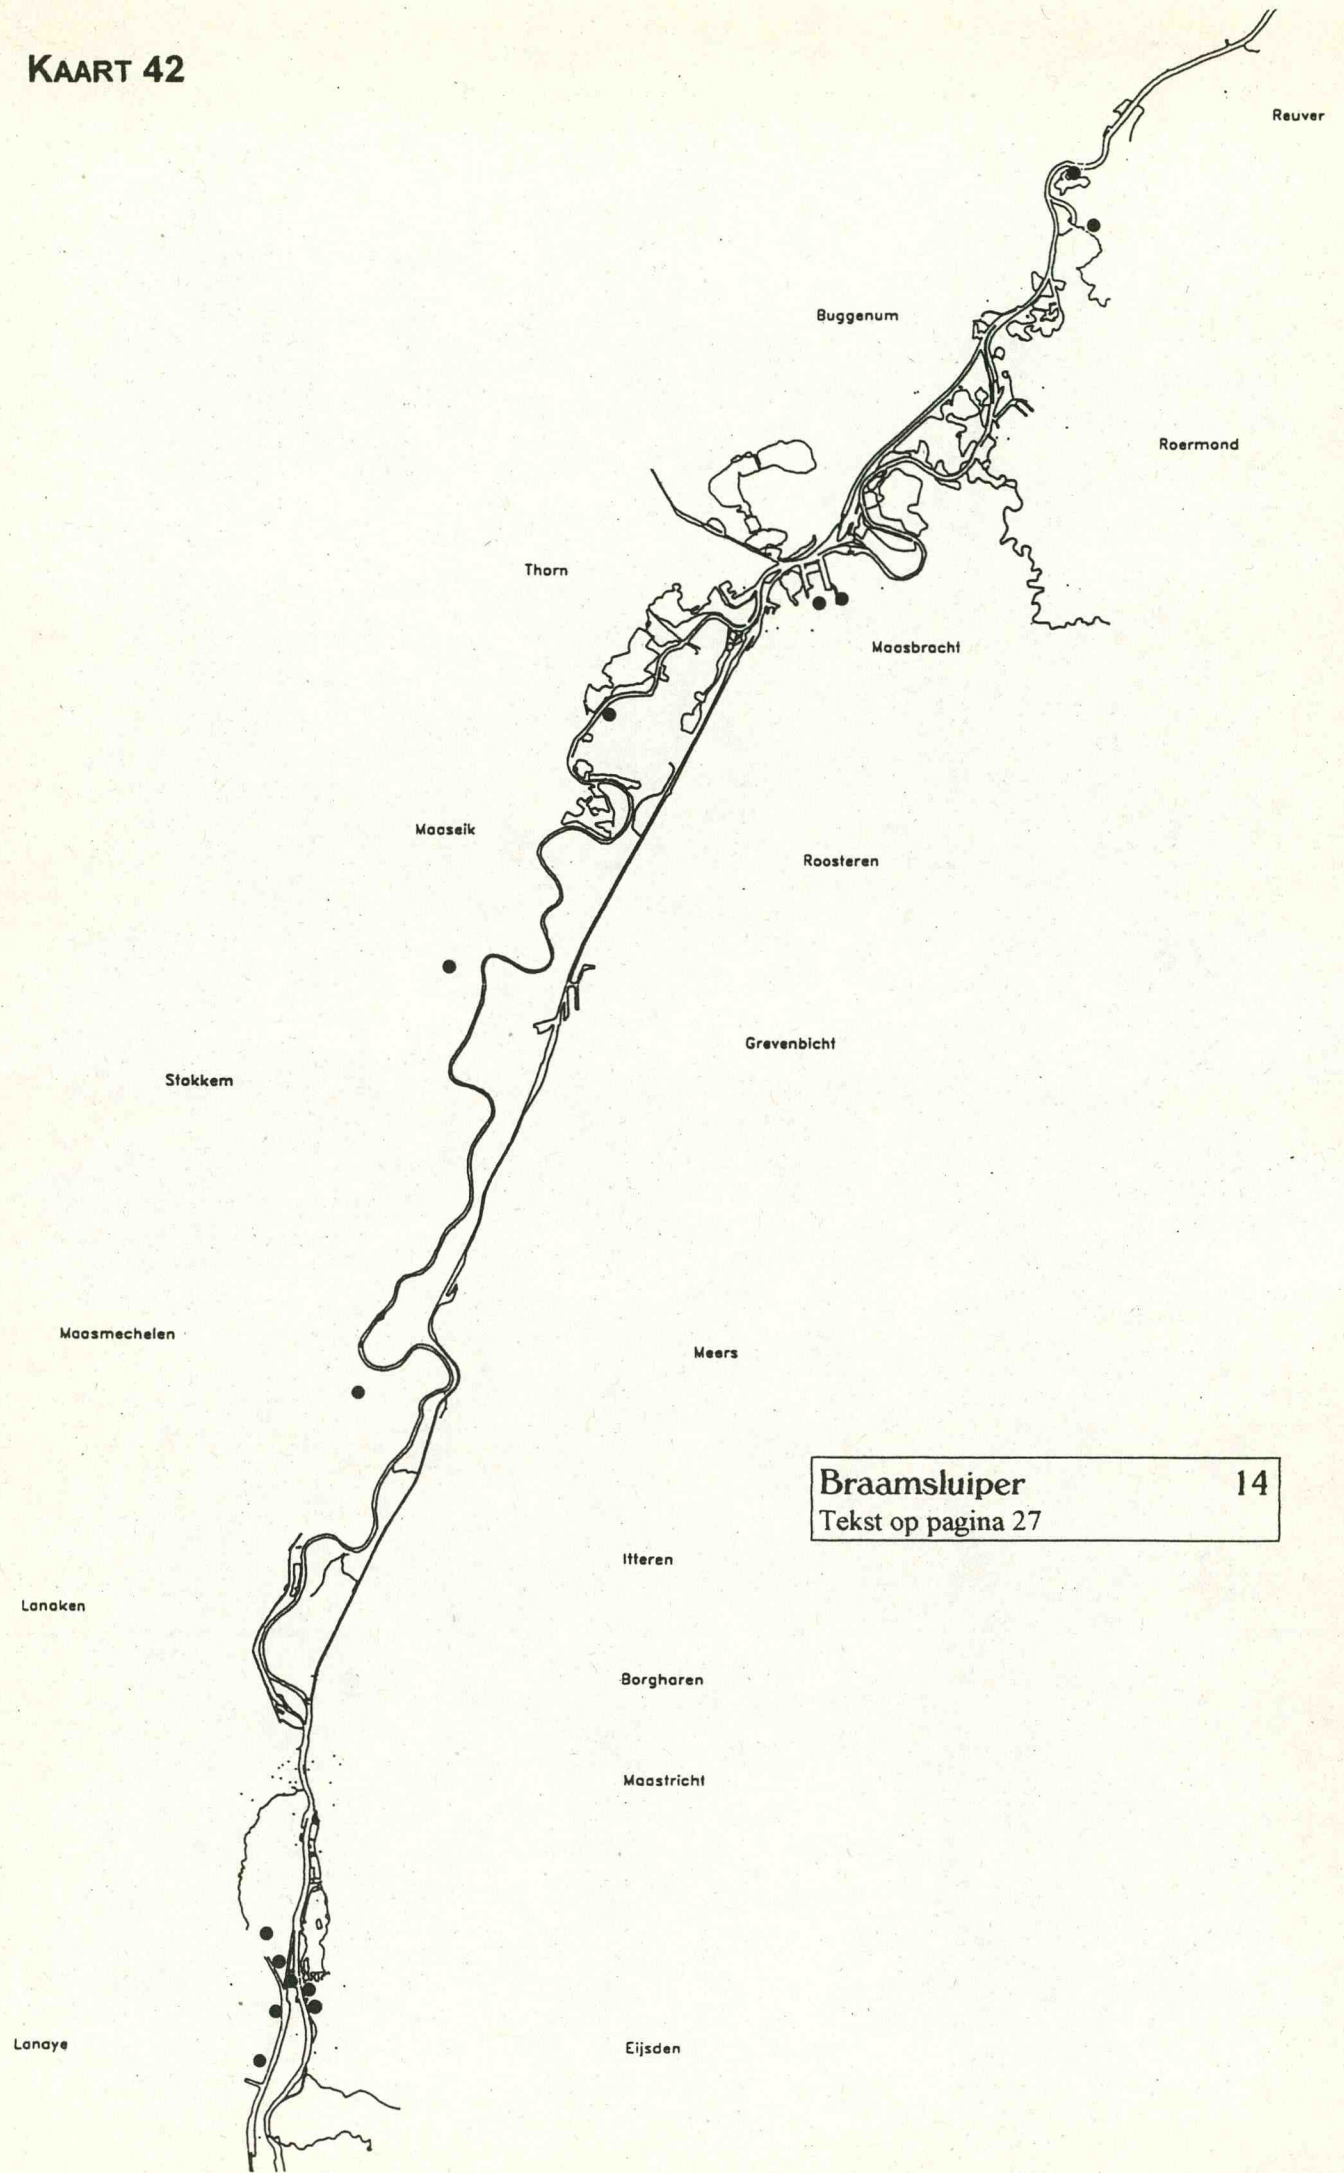 KAART 42
Reuver
Buggenum
Roermond
Thorn
Maasbracht
Maaseik
Roosteren
Grevenbicht
Stokkem
Maasmechelen
Meers
Braamsluiper 14
Tekst op pagina 27
Itteren
Lanaken
Borgharen
Maastricht
Lanaye
Eijsden